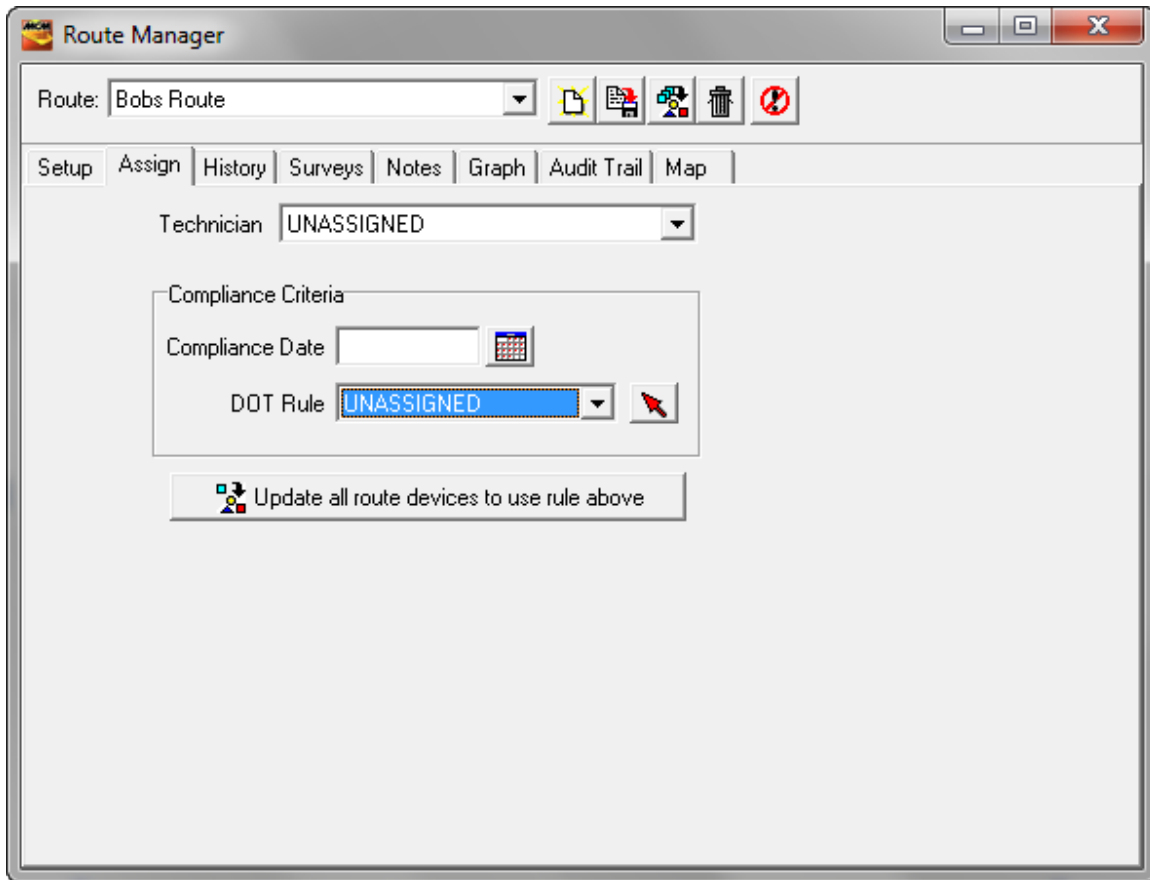 MCM
Route Manager
Route: Bobs Route
Setup Assign History Surveys Notes Graph Audit Trail Map
Technician UNASSIGNED
Compliance Criteria
Compliance Date
DOT Rule UNASSIGNED
Update all route devices to use rule above